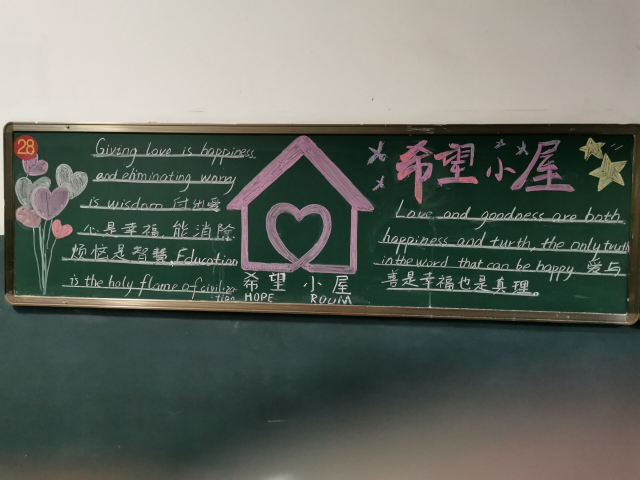 28
Giving love is happiness.
and eliminating worry
is wisdom 付出爱
心是幸福,能消除
烦恼是智慧,Education
is the holy flame of civiliza-
tion
希望 小屋
HOPE ROUM
希望小屋
Love and goodness are both
happiness and turth, the only truth
in the word that can be happy 爱与
善是幸福也是真理。